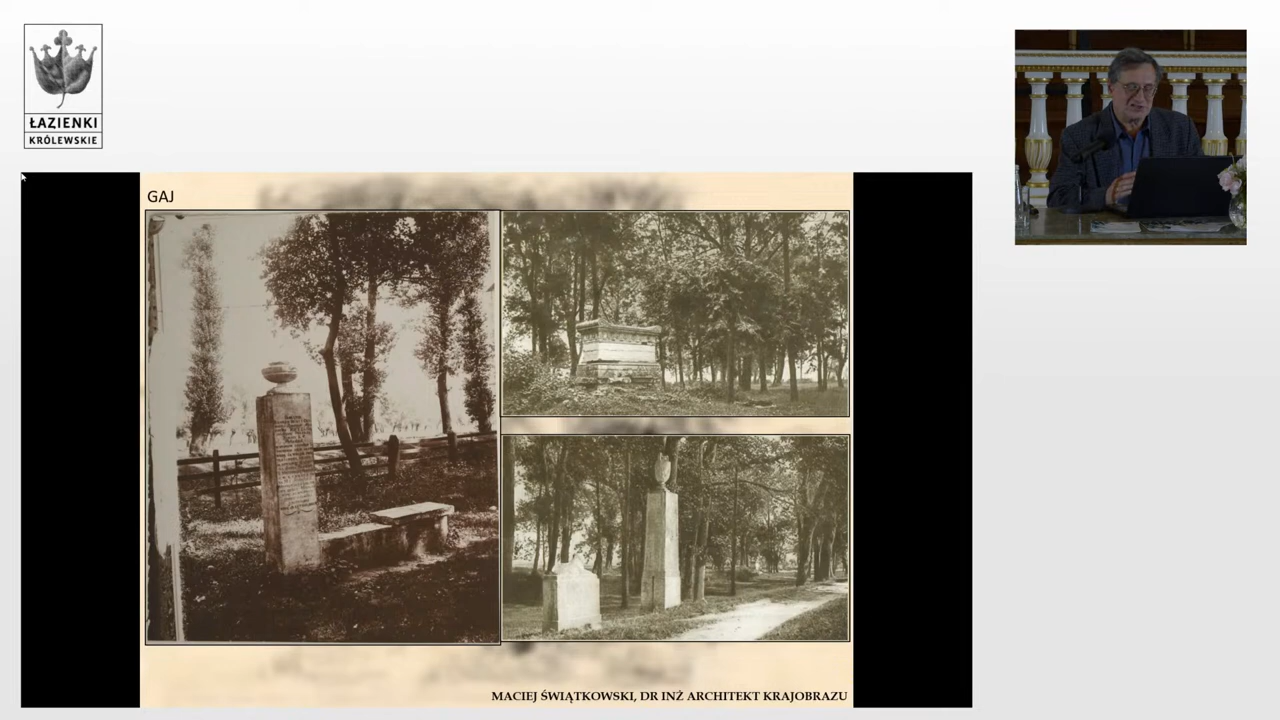 ŁAZIENKI
KRÓLEWSKIE
GAJ
MACIEJ ŚWIĄTKOWSKI, DR INŻ ARCHITEKT KRAJOBRAZU